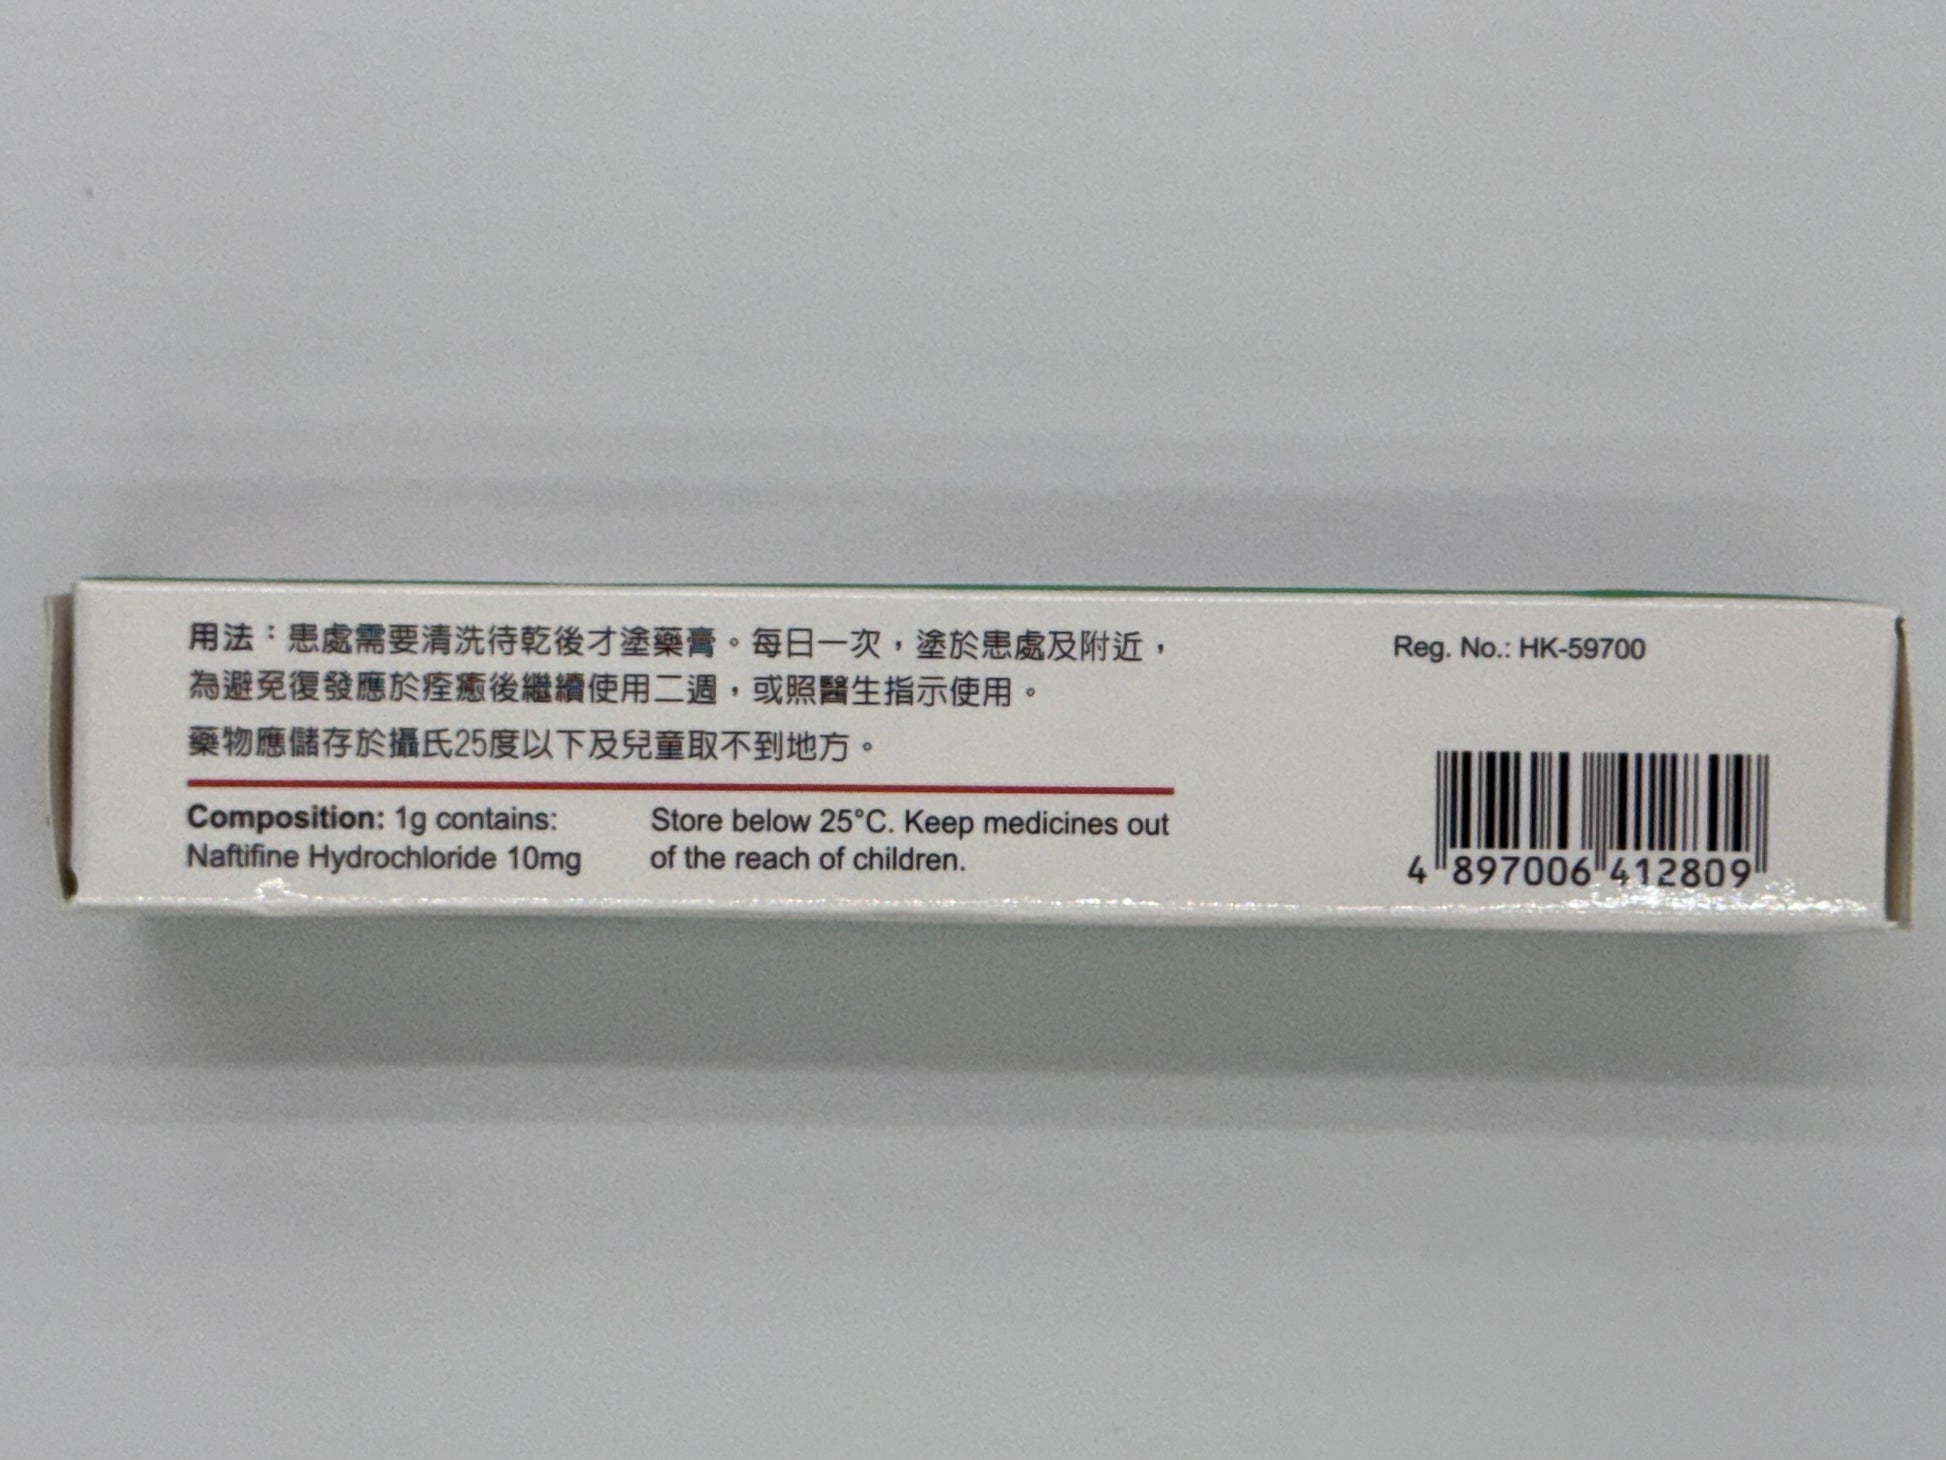 用法：患處需要清洗待乾後才塗藥膏。每日一次，塗於患處及附近，
為避免復發應於痊癒後繼續使用二週，或照醫生指示使用。
藥物應儲存於攝氏25度以下及兒童取不到地方。
Composition: 1g contains:
Naftifine Hydrochloride 10mg
Store below 25°C. Keep medicines out
of the reach of children.
Reg. No.: HK-59700
4 897006 412809